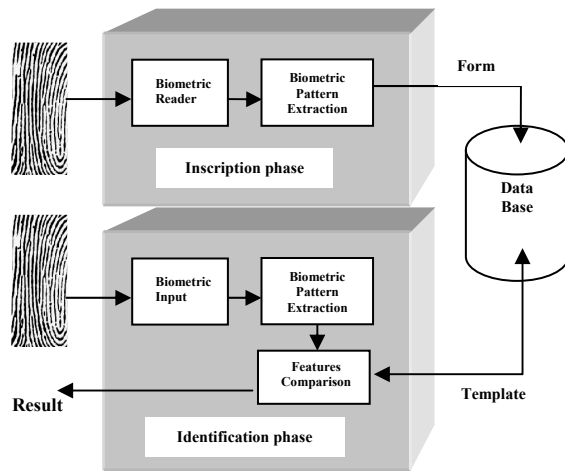 Biometric
Reader
Biometric
Pattern
Extraction
Form
Inscription phase
Data
Base
Biometric
Input
Biometric
Pattern
Extraction
Features
Comparison
Result
Template
Identification phase